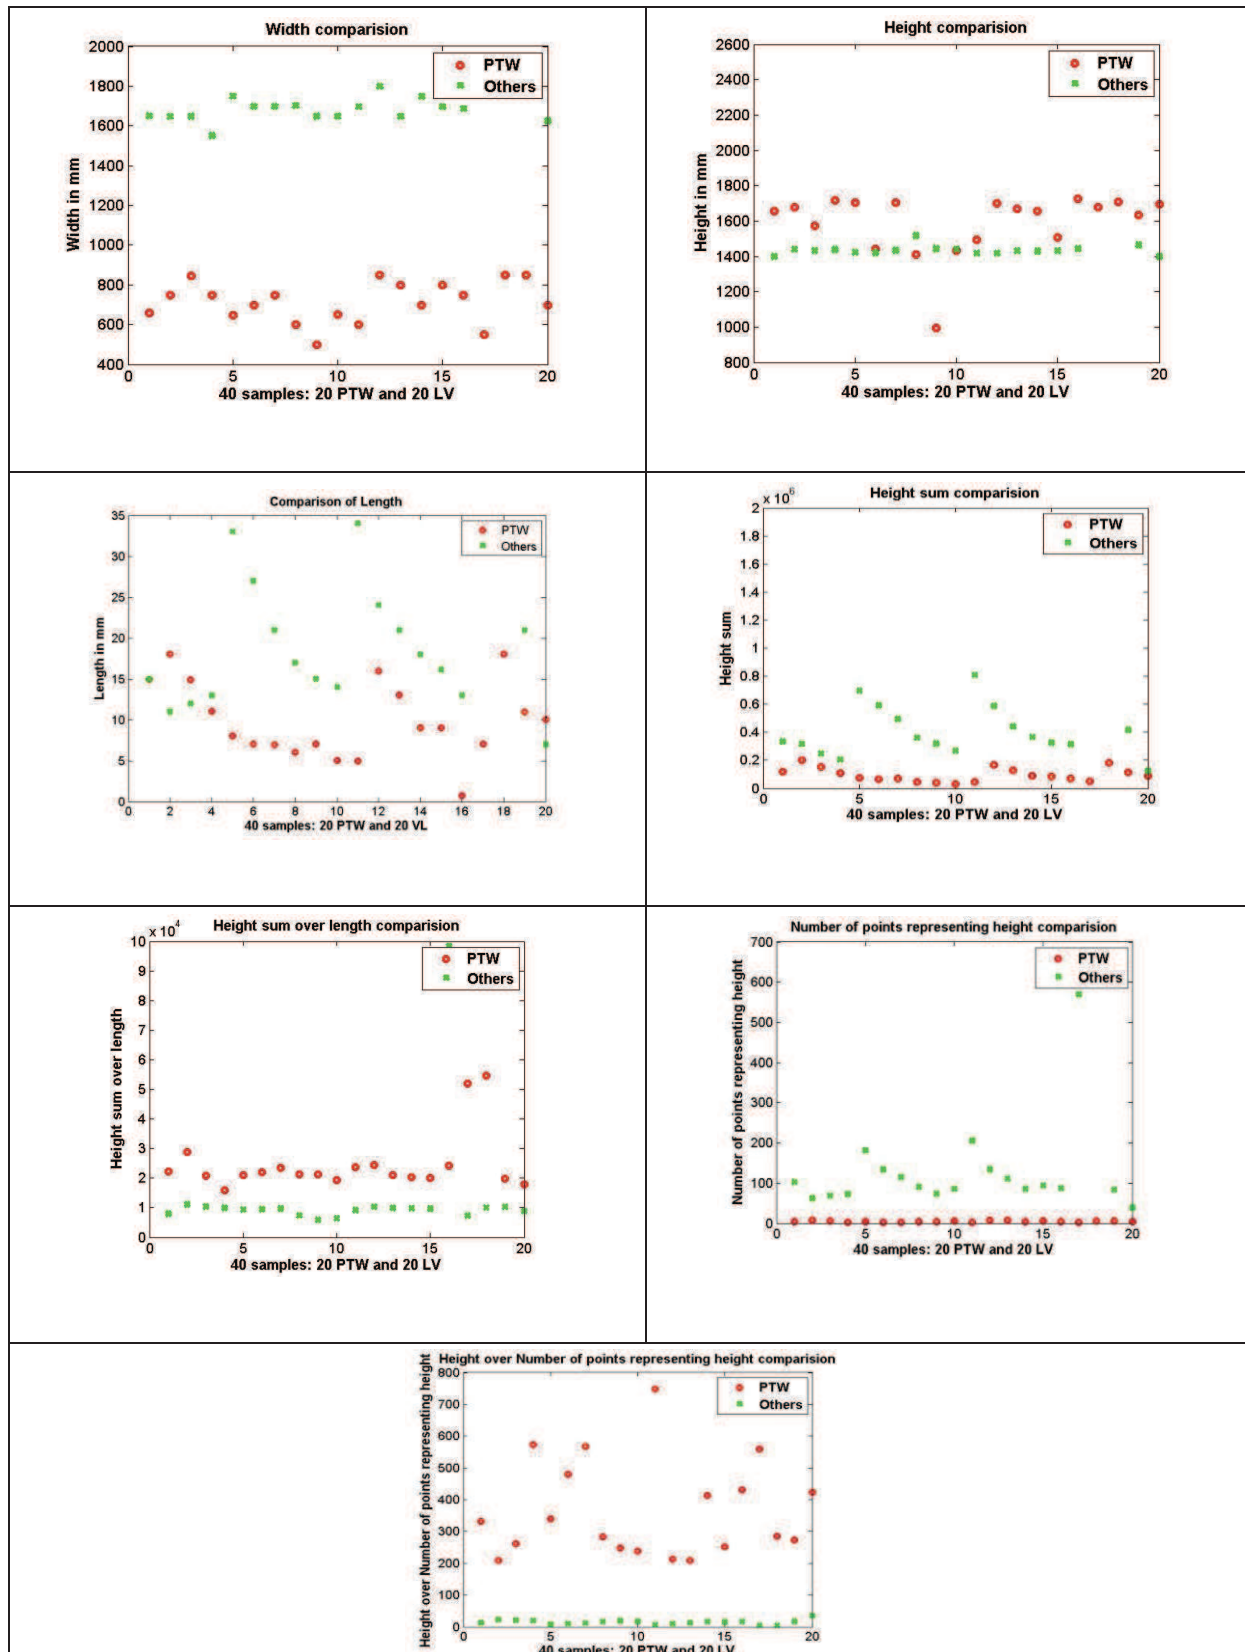 Width comparision
2000
1800
1600
1400
1200
1000
800
600
400
Width in mm
PTW
Others
0 5 10 15 20
40 samples: 20 PTW and 20 LV
Height comparision
2600
2400
2200
2000
1800
1600
1400
1200
1000
800
Height in mm
PTW
Others
0 5 10 15 20
40 samples: 20 PTW and 20 LV
Comparison of Length
35
30
25
20
15
10
5
0
Length in mm
PTW
Others
0 2 4 6 8 10 12 14 16 18 20
40 samples: 20 PTW and 20 VL
Height sum comparision
x 10^6
2
1.8
1.6
1.4
1.2
1
0.8
0.6
0.4
0.2
0
Height sum
PTW
Others
0 5 10 15 20
40 samples: 20 PTW and 20 LV
Height sum over length comparision
x 10^4
10
9
8
7
6
5
4
3
2
1
0
Height sum over length
PTW
Others
0 5 10 15 20
40 samples: 20 PTW and 20 LV
Number of points representing height comparision
700
600
500
400
300
200
100
0
Number of points representing height
PTW
Others
0 5 10 15 20
40 samples: 20 PTW and 20 LV
Height over Number of points representing height comparision
800
700
600
500
400
300
200
100
0
Height over Number of points representing height
PTW
Others
0 5 10 15 20
40 samples: 20 PTW and 20 LV